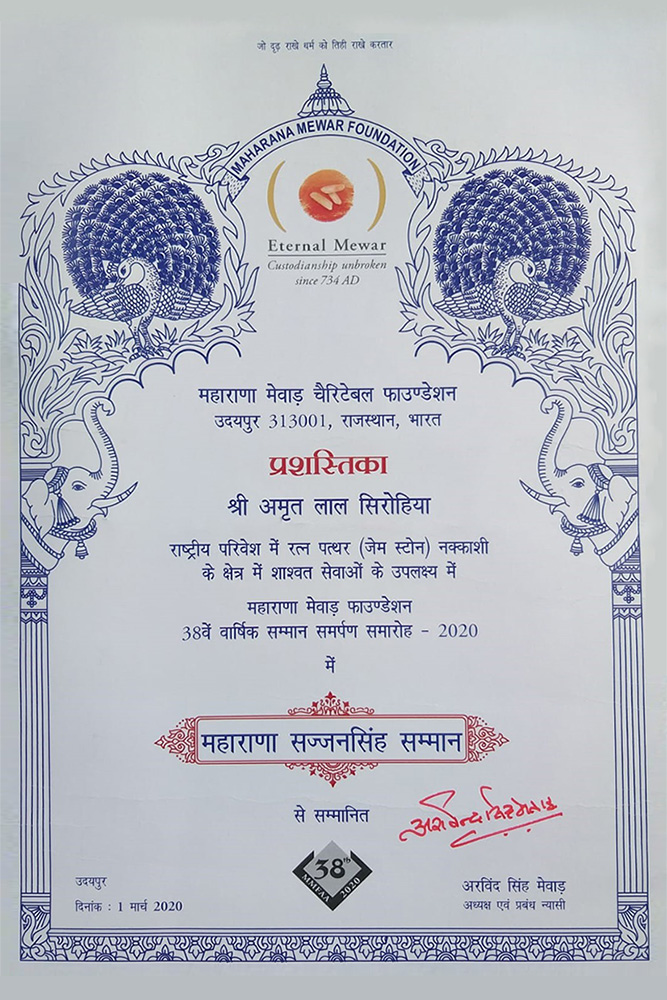 जो दृढ़ राखे धर्म को तिहीं राखे करतार
MAHARANA MEWAR FOUNDATION
Eternal Mewar
Custodianship unbroken
since 734 AD
महाराणा मेवाड़ चैरिटेबल फाउण्डेशन
उदयपुर 313001, राजस्थान, भारत
प्रशस्तिका
श्री अमृत लाल सिरोहिया
राष्ट्रीय परिवेश में रत्न पत्थर (जेम स्टोन) नक्काशी
के क्षेत्र में शाश्वत सेवाओं के उपलक्ष्य में
महाराणा मेवाड़ फाउण्डेशन
38वें वार्षिक सम्मान समर्पण समारोह - 2020
में
महाराणा सज्जनसिंह सम्मान
से सम्मानित
अरविन्द सिंह मेवाड़
38th
MMFAA 2020
उदयपुर
दिनांक : 1 मार्च 2020
अरविंद सिंह मेवाड़
अध्यक्ष एवं प्रबंध न्यासी